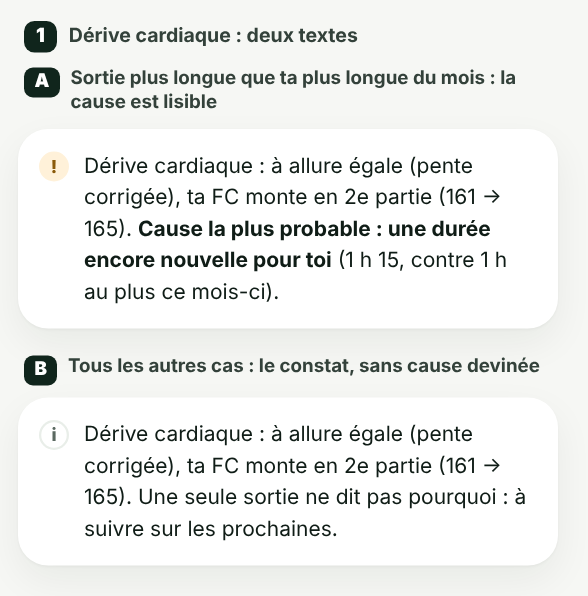 1 Dérive cardiaque : deux textes
A Sortie plus longue que ta plus longue du mois : la
cause est lisible
! Dérive cardiaque : à allure égale (pente
corrigée), ta FC monte en 2e partie (161 →
165). Cause la plus probable : une durée
encore nouvelle pour toi (1 h 15, contre 1 h
au plus ce mois-ci).
B Tous les autres cas : le constat, sans cause devinée
i Dérive cardiaque : à allure égale (pente
corrigée), ta FC monte en 2e partie (161 →
165). Une seule sortie ne dit pas pourquoi : à
suivre sur les prochaines.